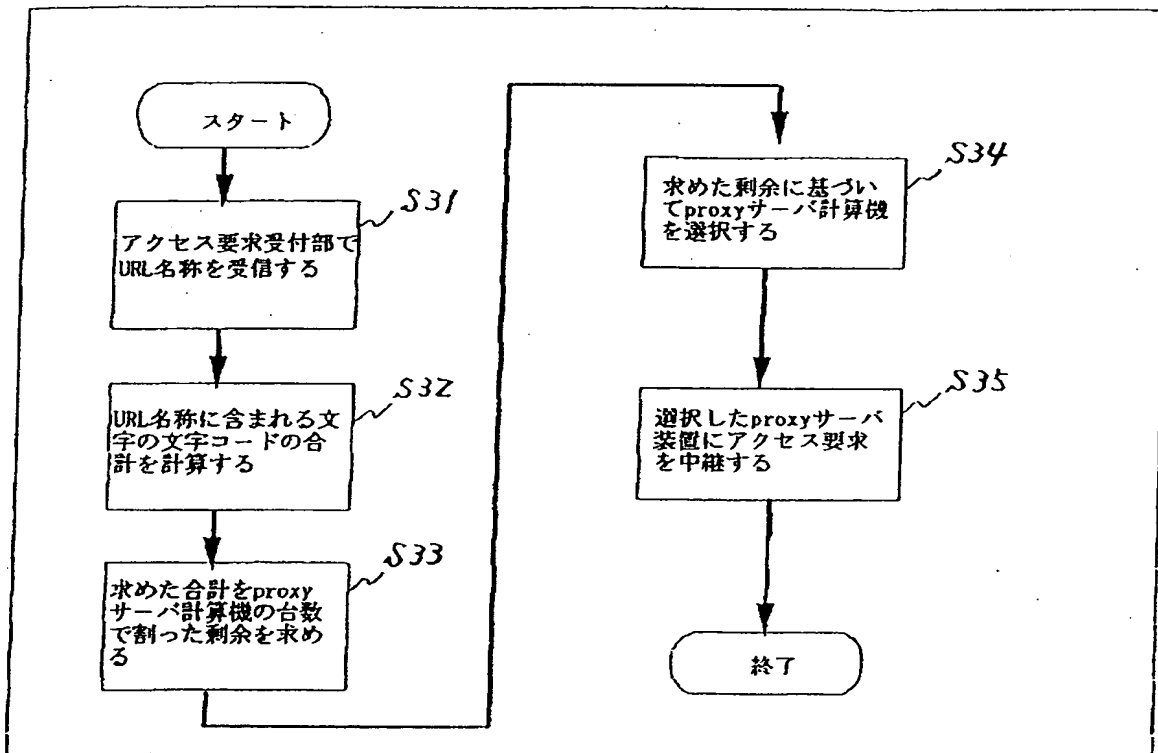 スタート
S31
アクセス要求受付部で
URL名称を受信する
S32
URL名称に含まれる文
字の文字コードの合
計を計算する
S33
求めた合計をproxy
サーバ計算機の台数
で割った剰余を求め
る
S34
求めた剰余に基づい
てproxyサーバ計算機
を選択する
S35
選択したproxyサーバ
装置にアクセス要求
を中継する
終了